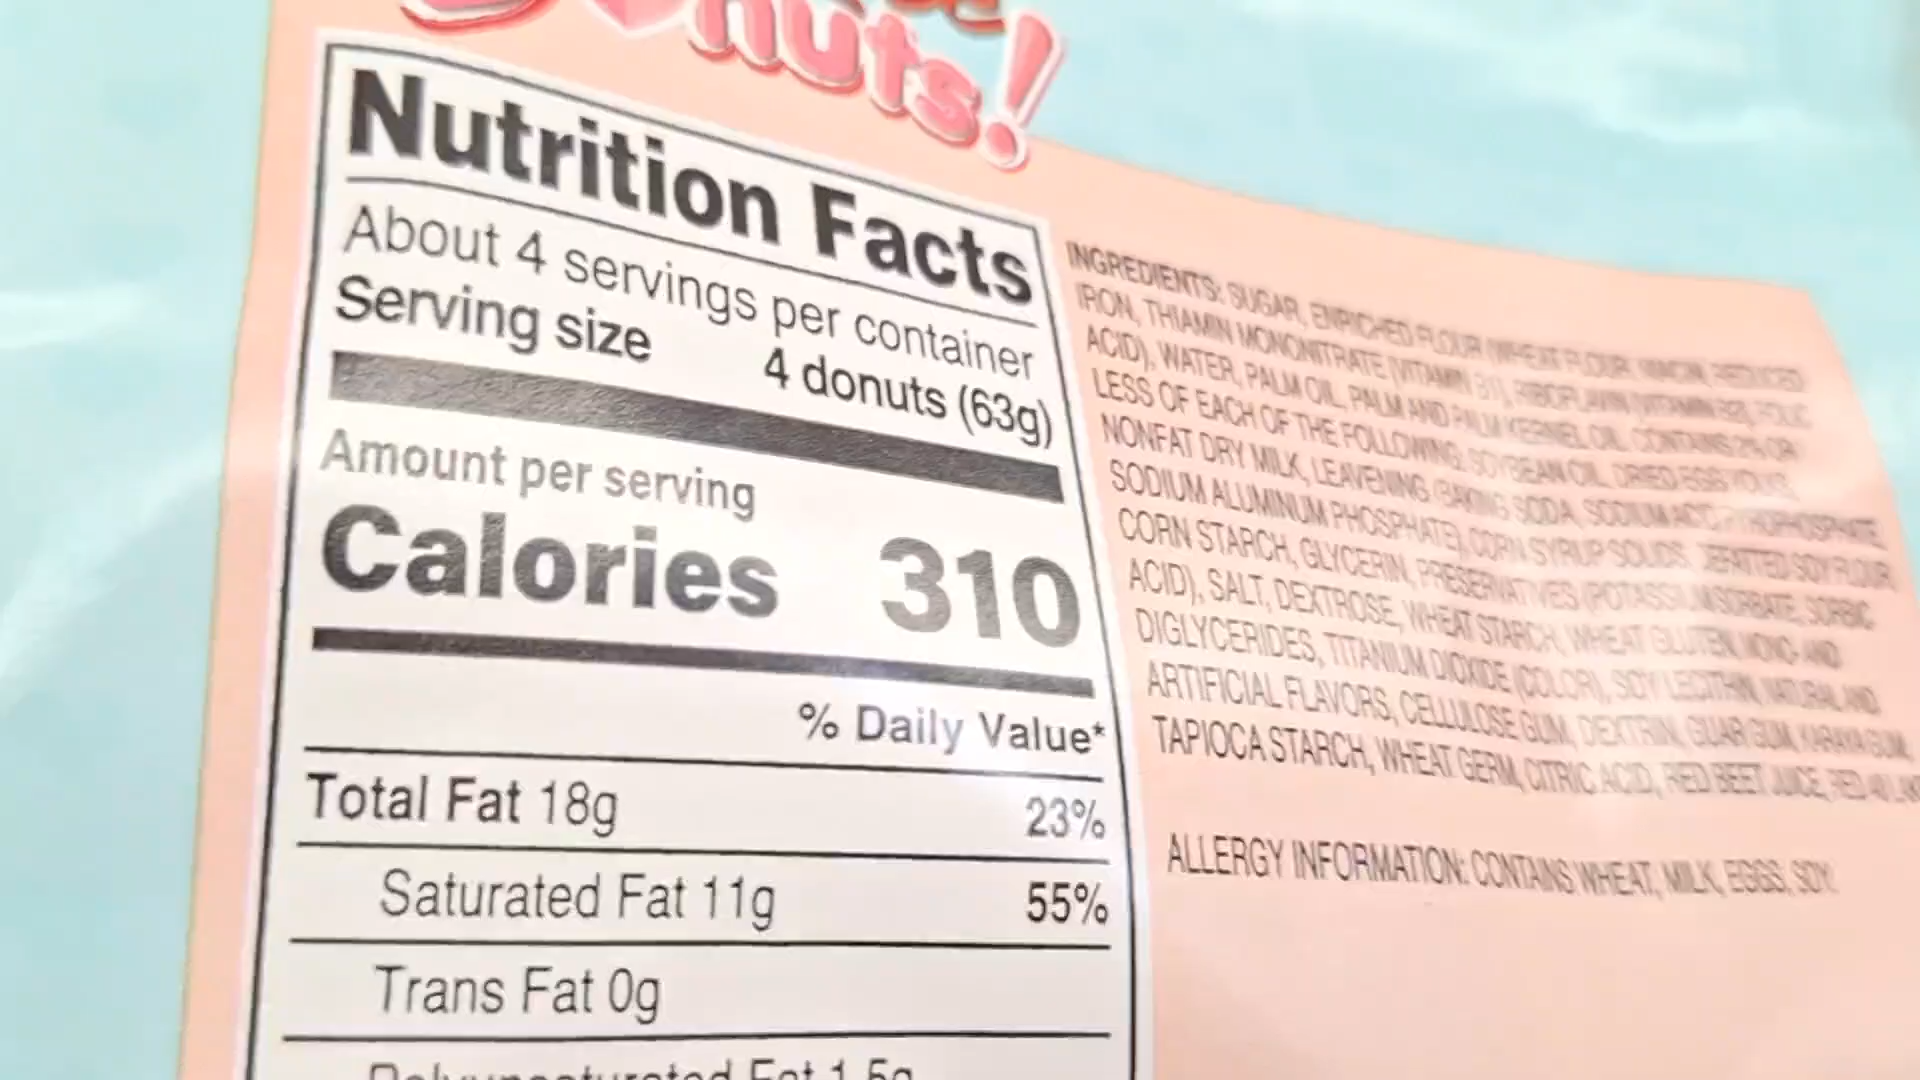 Donuts!
Nutrition Facts
About 4 servings per container
Serving size 4 donuts (63g)
Amount per serving
Calories 310
% Daily Value*
Total Fat 18g 23%
Saturated Fat 11g 55%
Trans Fat 0g
Polyunsaturated Fat 1.5g
INGREDIENTS: SUGAR, ENRICHED FLOUR (WHEAT FLOUR, NIACIN, REDUCED
IRON, THIAMIN MONONITRATE (VITAMIN B1), RIBOFLAVIN (VITAMIN B2), FOLIC
ACID), WATER, PALM OIL, PALM AND PALM KERNEL OIL. CONTAINS 2% OR
LESS OF EACH OF THE FOLLOWING: SOYBEAN OIL, DRIED EGG YOLKS,
NONFAT DRY MILK, LEAVENING (BAKING SODA, SODIUM ACID PYROPHOSPHATE,
SODIUM ALUMINUM PHOSPHATE), CORN SYRUP SOLIDS, DEFATTED SOY FLOUR,
CORN STARCH, GLYCERIN, PRESERVATIVES (POTASSIUM SORBATE, SORBIC
ACID), SALT, DEXTROSE, WHEAT STARCH, WHEAT GLUTEN, MONO- AND
DIGLYCERIDES, TITANIUM DIOXIDE (COLOR), SOY LECITHIN, NATURAL AND
ARTIFICIAL FLAVORS, CELLULOSE GUM, DEXTRIN, GUAR GUM, KARAYA GUM,
TAPIOCA STARCH, WHEAT GERM, CITRIC ACID, RED BEET JUICE, RED 40 LAKE
ALLERGY INFORMATION: CONTAINS WHEAT, MILK, EGGS, SOY.